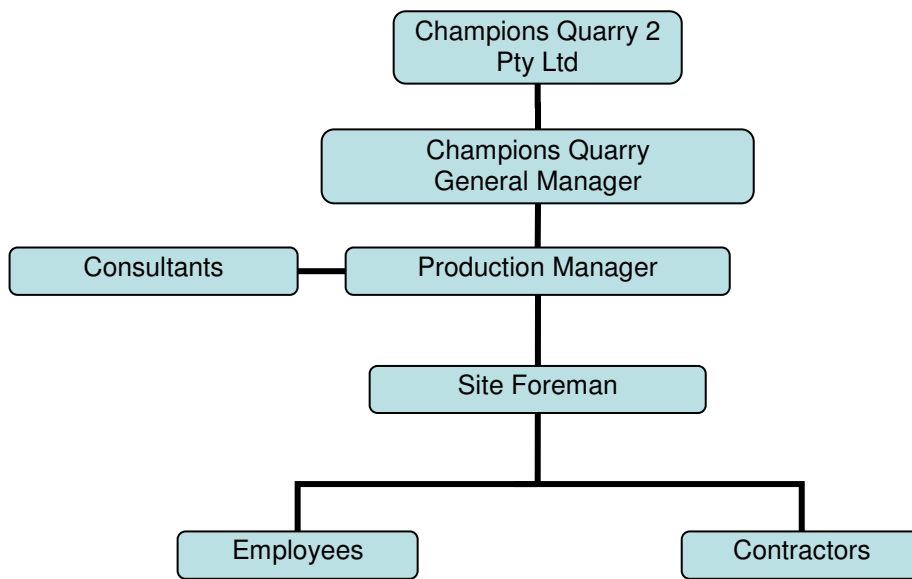 Champions Quarry 2
Pty Ltd
Champions Quarry
General Manager
Consultants
Production Manager
Site Foreman
Employees
Contractors